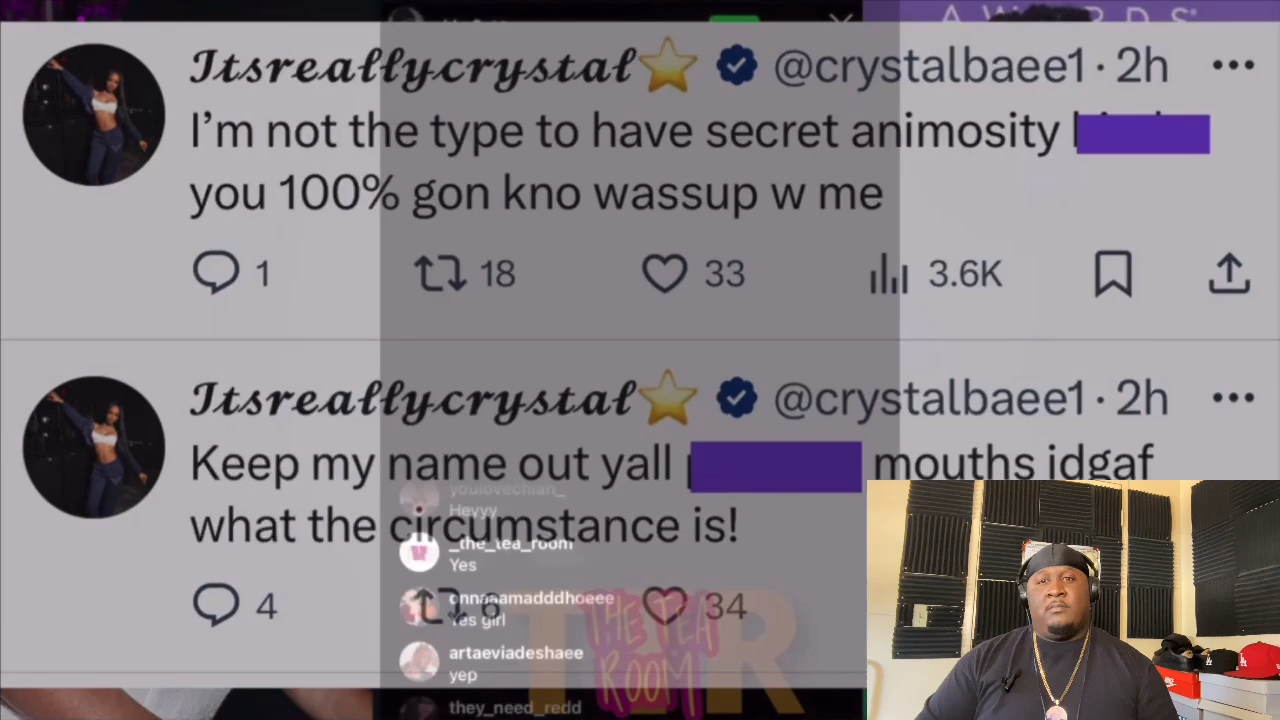 AWARDS
Itsreallycrystal⭐ @crystalbaee1 · 2h
I'm not the type to have secret animosity
you 100% gon kno wassup w me
1 18 33 3.6K
Itsreallycrystal⭐ @crystalbaee1 · 2h
Keep my name out yall mouths idgaf
what the circumstance is!
4 6 34
youlovechian_
Heyyy
_the_tea_room
Yes
onnaaamadddhoeee
Yes girl
artaeviadeshaee
yep
they_need_redd
T R
THE TEA
ROOM